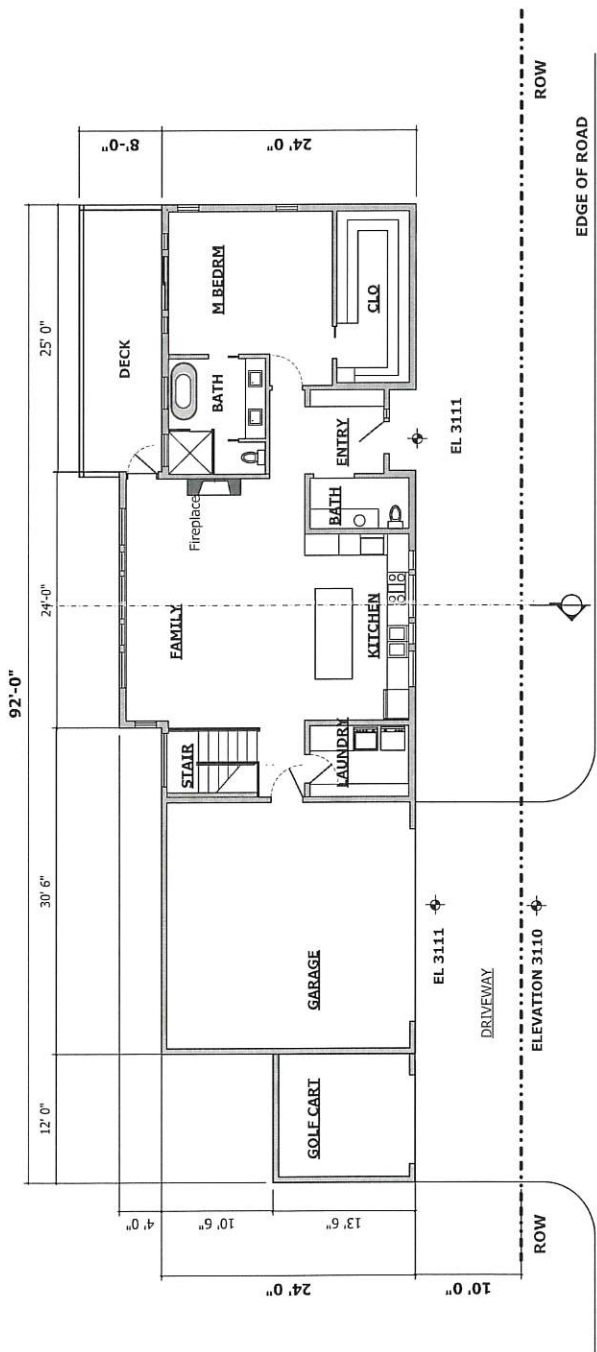 92'-0"
12' 0"
30' 6"
24'-0"
25' 0"
8'-0"
24' 0"
4' 0"
10' 6"
13' 6"
24' 0"
10' 0"
DECK
M BEDRM
BATH
CLO
ENTRY
BATH
Fireplace
FAMILY
KITCHEN
STAIR
LAUNDRY
GARAGE
GOLF CART
EL 3111
EL 3111
DRIVEWAY
ELEVATION 3110
ROW
ROW
EDGE OF ROAD